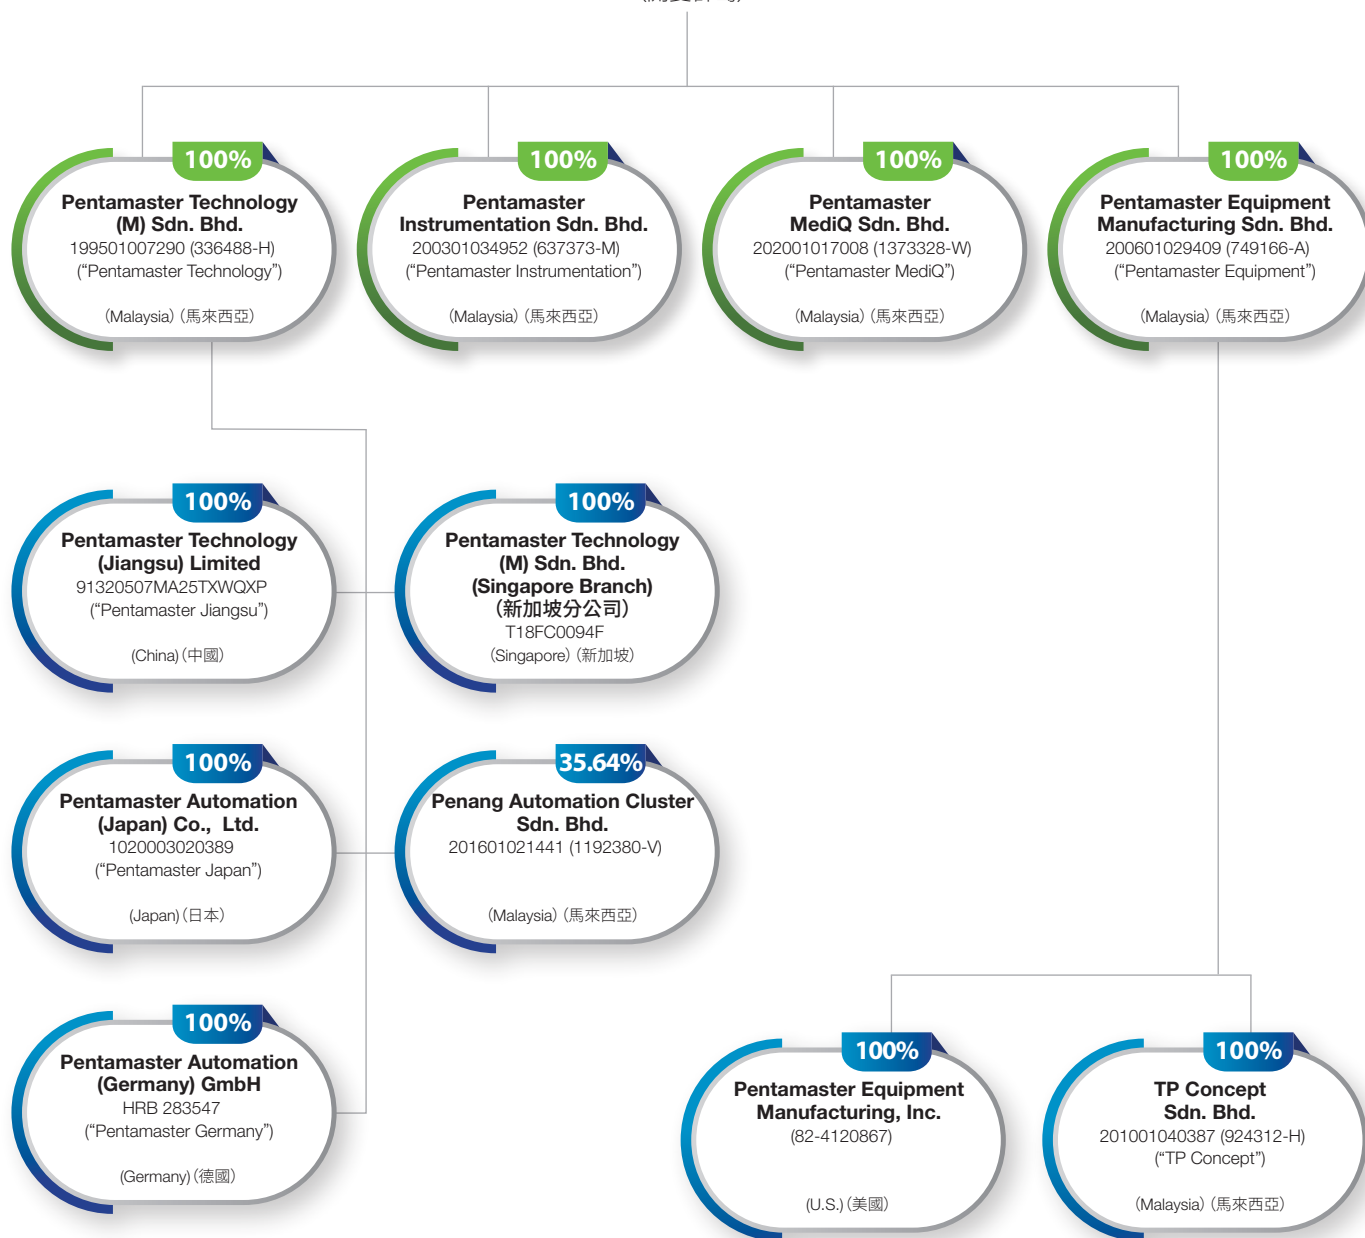 100%
Pentamaster Technology
(M) Sdn. Bhd.
199501007290 (336488-H)
(“Pentamaster Technology”)
(Malaysia) (馬來西亞)
100%
Pentamaster
Instrumentation Sdn. Bhd.
200301034952 (637373-M)
(“Pentamaster Instrumentation”)
(Malaysia) (馬來西亞)
100%
Pentamaster
MediQ Sdn. Bhd.
202001017008 (1373328-W)
(“Pentamaster MediQ”)
(Malaysia) (馬來西亞)
100%
Pentamaster Equipment
Manufacturing Sdn. Bhd.
200601029409 (749166-A)
(“Pentamaster Equipment”)
(Malaysia) (馬來西亞)
100%
Pentamaster Technology
(Jiangsu) Limited
91320507MA25TXWQXP
(“Pentamaster Jiangsu”)
(China) (中國)
100%
Pentamaster Technology
(M) Sdn. Bhd.
(Singapore Branch)
（新加坡分公司）
T18FC0094F
(Singapore) (新加坡)
100%
Pentamaster Automation
(Japan) Co., Ltd.
1020003020389
(“Pentamaster Japan”)
(Japan) (日本)
35.64%
Penang Automation Cluster
Sdn. Bhd.
201601021441 (1192380-V)
(Malaysia) (馬來西亞)
100%
Pentamaster Automation
(Germany) GmbH
HRB 283547
(“Pentamaster Germany”)
(Germany) (德國)
100%
Pentamaster Equipment
Manufacturing, Inc.
(82-4120867)
(U.S.) (美國)
100%
TP Concept
Sdn. Bhd.
201001040387 (924312-H)
(“TP Concept”)
(Malaysia) (馬來西亞)